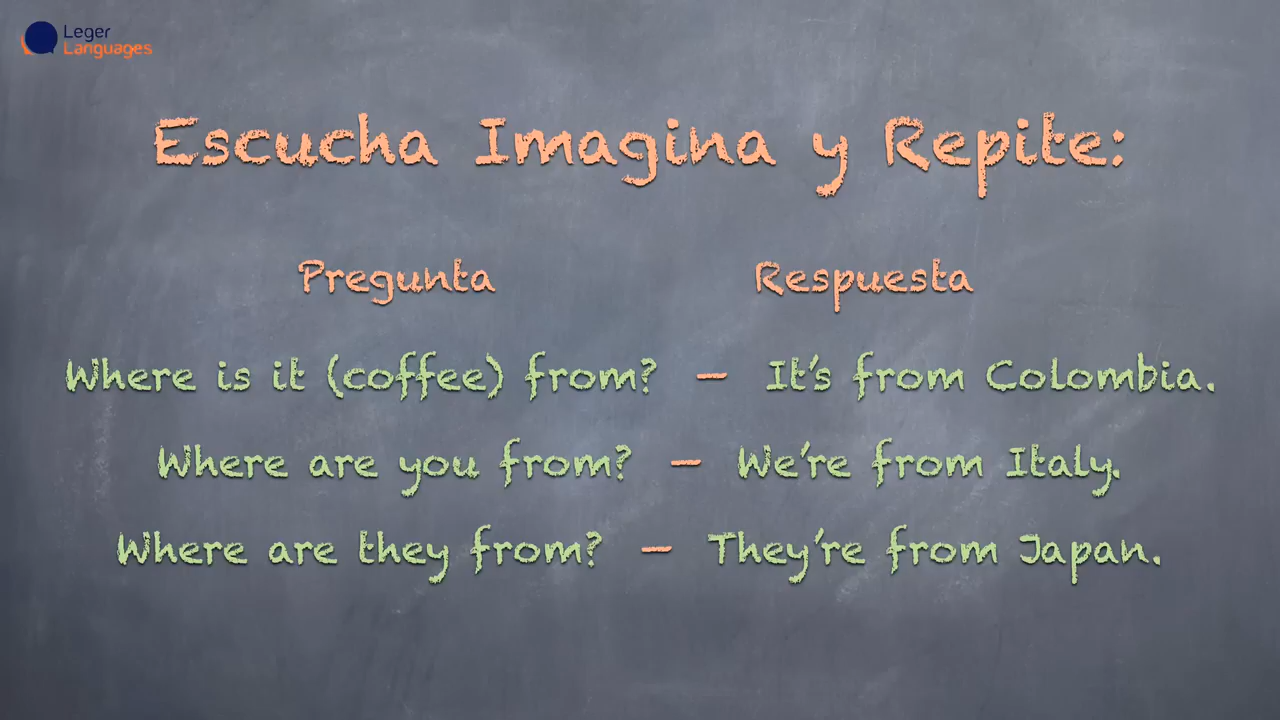 Leger
Languages
Escucha Imagina y Repite:
Pregunta Respuesta
Where is it (coffee) from? – It's from Colombia.
Where are you from? – We're from Italy.
Where are they from? – They're from Japan.